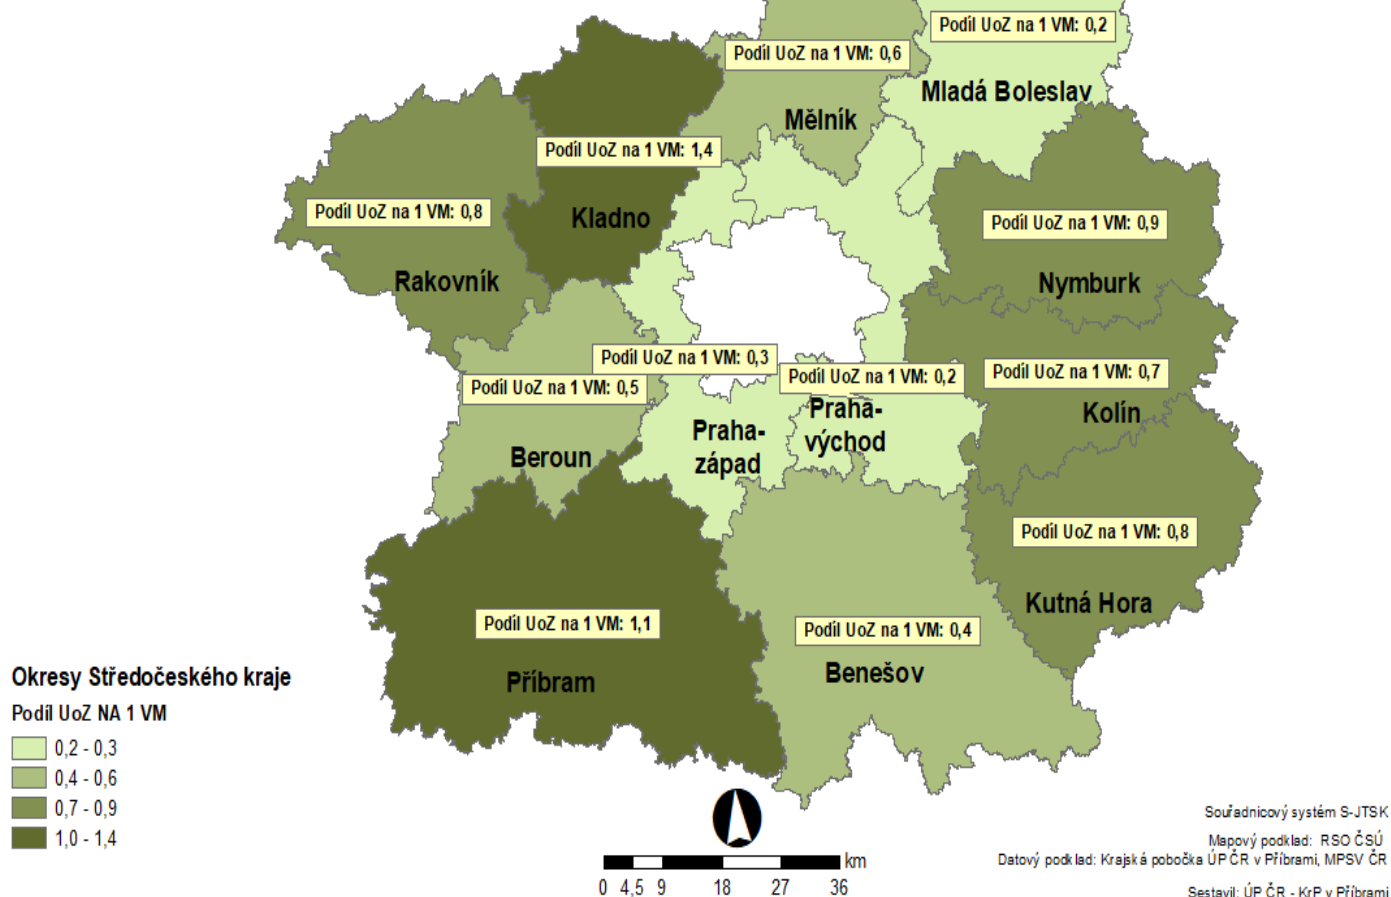 Podíl UoZ na 1 VM: 0,2
Podíl UoZ na 1 VM: 0,6
Mladá Boleslav
Mělník
Podíl UoZ na 1 VM: 1,4
Podíl UoZ na 1 VM: 0,8
Kladno
Podíl UoZ na 1 VM: 0,9
Rakovník
Nymburk
Podíl UoZ na 1 VM: 0,3
Podíl UoZ na 1 VM: 0,2
Podíl UoZ na 1 VM: 0,7
Podíl UoZ na 1 VM: 0,5
Praha-
východ
Kolín
Praha-
západ
Beroun
Podíl UoZ na 1 VM: 0,8
Kutná Hora
Podíl UoZ na 1 VM: 1,1
Podíl UoZ na 1 VM: 0,4
Benešov
Příbram
Okresy Středočeského kraje
Podíl UoZ NA 1 VM
0,2 - 0,3
0,4 - 0,6
0,7 - 0,9
1,0 - 1,4
km
0 4,5 9 18 27 36
Souřadnicový systém S-JTSK
Mapový podklad: RSO ČSÚ
Datový podklad: Krajská pobočka ÚP ČR v Příbrami, MPSV ČR
Sestavil: ÚP ČR - KrP v Příbrami